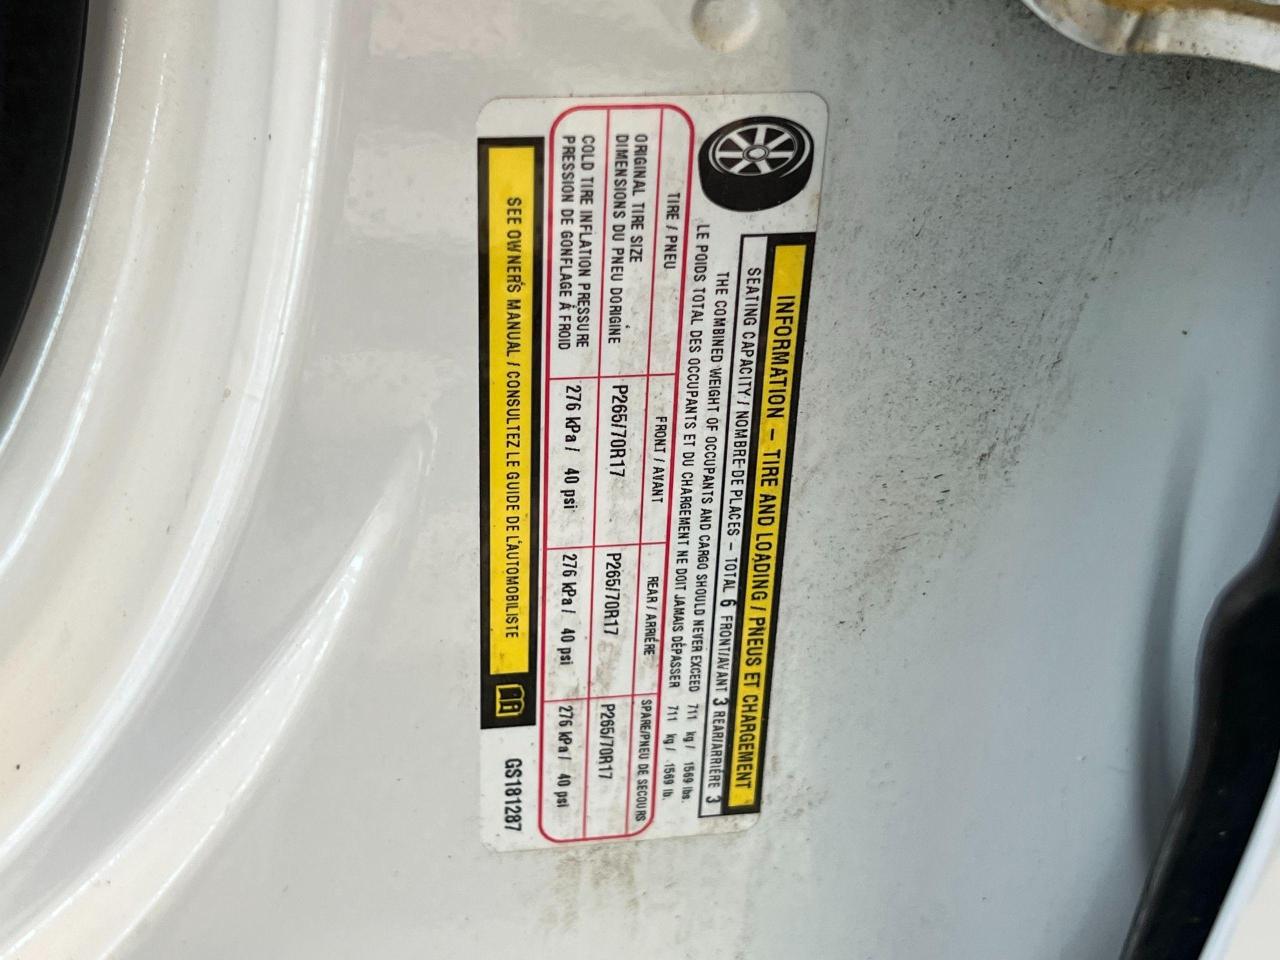 INFORMATION – TIRE AND LOADING / PNEUS ET CHARGEMENT
SEATING CAPACITY / NOMBRE DE PLACES – TOTAL 6 FRONT/AVANT 3 REAR/ARRIÈRE 3
THE COMBINED WEIGHT OF OCCUPANTS AND CARGO SHOULD NEVER EXCEED 711 kg / 1569 lbs.
LE POIDS TOTAL DES OCCUPANTS ET DU CHARGEMENT NE DOIT JAMAIS DÉPASSER 711 kg / 1569 lb.
TIRE / PNEU FRONT / AVANT REAR / ARRIÈRE SPARE/PNEU DE SECOURS
ORIGINAL TIRE SIZE
DIMENSIONS DU PNEU DORIGINE P265/70R17 P265/70R17 P265/70R17
COLD TIRE INFLATION PRESSURE
PRESSION DE GONFLAGE À FROID 276 kPa / 40 psi 276 kPa / 40 psi 276 kPa / 40 psi
SEE OWNER'S MANUAL / CONSULTEZ LE GUIDE DE L'AUTOMOBILISTE
GS181287